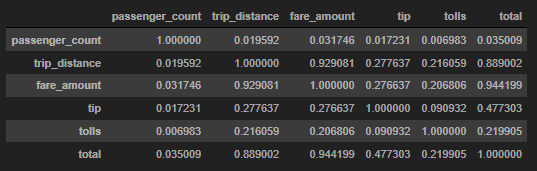 passenger_count trip_distance fare_amount tip tolls total
passenger_count 1.000000 0.019592 0.031746 0.017231 0.006983 0.035009
trip_distance 0.019592 1.000000 0.929081 0.277637 0.216059 0.889002
fare_amount 0.031746 0.929081 1.000000 0.276637 0.206806 0.944199
tip 0.017231 0.277637 0.276637 1.000000 0.090932 0.477303
tolls 0.006983 0.216059 0.206806 0.090932 1.000000 0.219905
total 0.035009 0.889002 0.944199 0.477303 0.219905 1.000000